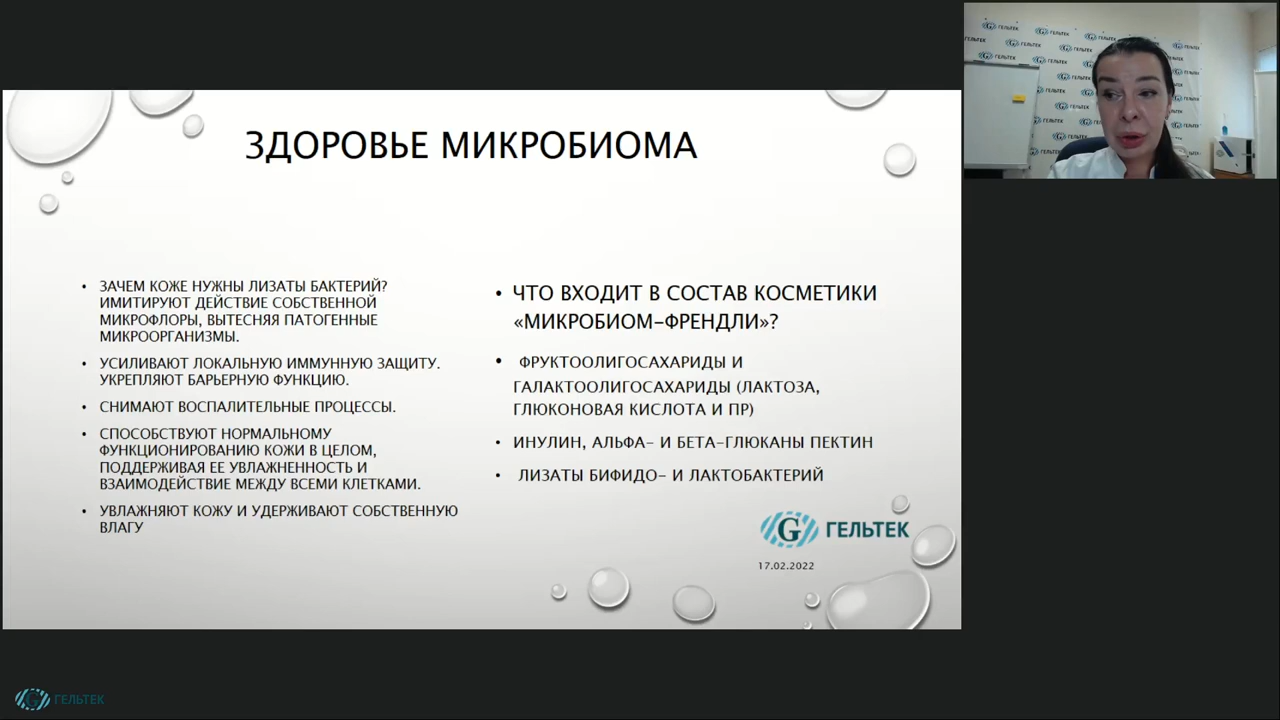 ЗДОРОВЬЕ МИКРОБИОМА
• ЗАЧЕМ КОЖЕ НУЖНЫ ЛИЗАТЫ БАКТЕРИЙ?
ИМИТИРУЮТ ДЕЙСТВИЕ СОБСТВЕННОЙ
МИКРОФЛОРЫ, ВЫТЕСНЯЯ ПАТОГЕННЫЕ
МИКРООРГАНИЗМЫ.
• УСИЛИВАЮТ ЛОКАЛЬНУЮ ИММУННУЮ ЗАЩИТУ.
УКРЕПЛЯЮТ БАРЬЕРНУЮ ФУНКЦИЮ.
• СНИМАЮТ ВОСПАЛИТЕЛЬНЫЕ ПРОЦЕССЫ.
• СПОСОБСТВУЮТ НОРМАЛЬНОМУ
ФУНКЦИОНИРОВАНИЮ КОЖИ В ЦЕЛОМ,
ПОДДЕРЖИВАЯ ЕЕ УВЛАЖНЕННОСТЬ И
ВЗАИМОДЕЙСТВИЕ МЕЖДУ ВСЕМИ КЛЕТКАМИ.
• УВЛАЖНЯЮТ КОЖУ И УДЕРЖИВАЮТ СОБСТВЕННУЮ
ВЛАГУ
• ЧТО ВХОДИТ В СОСТАВ КОСМЕТИКИ
«МИКРОБИОМ-ФРЕНДЛИ»?
• ФРУКТООЛИГОСАХАРИДЫ И
ГАЛАКТООЛИГОСАХАРИДЫ (ЛАКТОЗА,
ГЛЮКОНОВАЯ КИСЛОТА И ПР)
• ИНУЛИН, АЛЬФА- И БЕТА-ГЛЮКАНЫ ПЕКТИН
• ЛИЗАТЫ БИФИДО- И ЛАКТОБАКТЕРИЙ
G ГЕЛЬТЕК
17.02.2022
G ГЕЛЬТЕК
ГЕЛЬТЕК